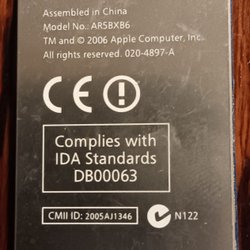 Assembled in China
Model No.: AR5BXB6
TM and © 2006 Apple Computer, Inc.
All rights reserved. 020-4897-A
CE
Complies with
IDA Standards
DB00063
CMII ID: 2005AJ1346
N122